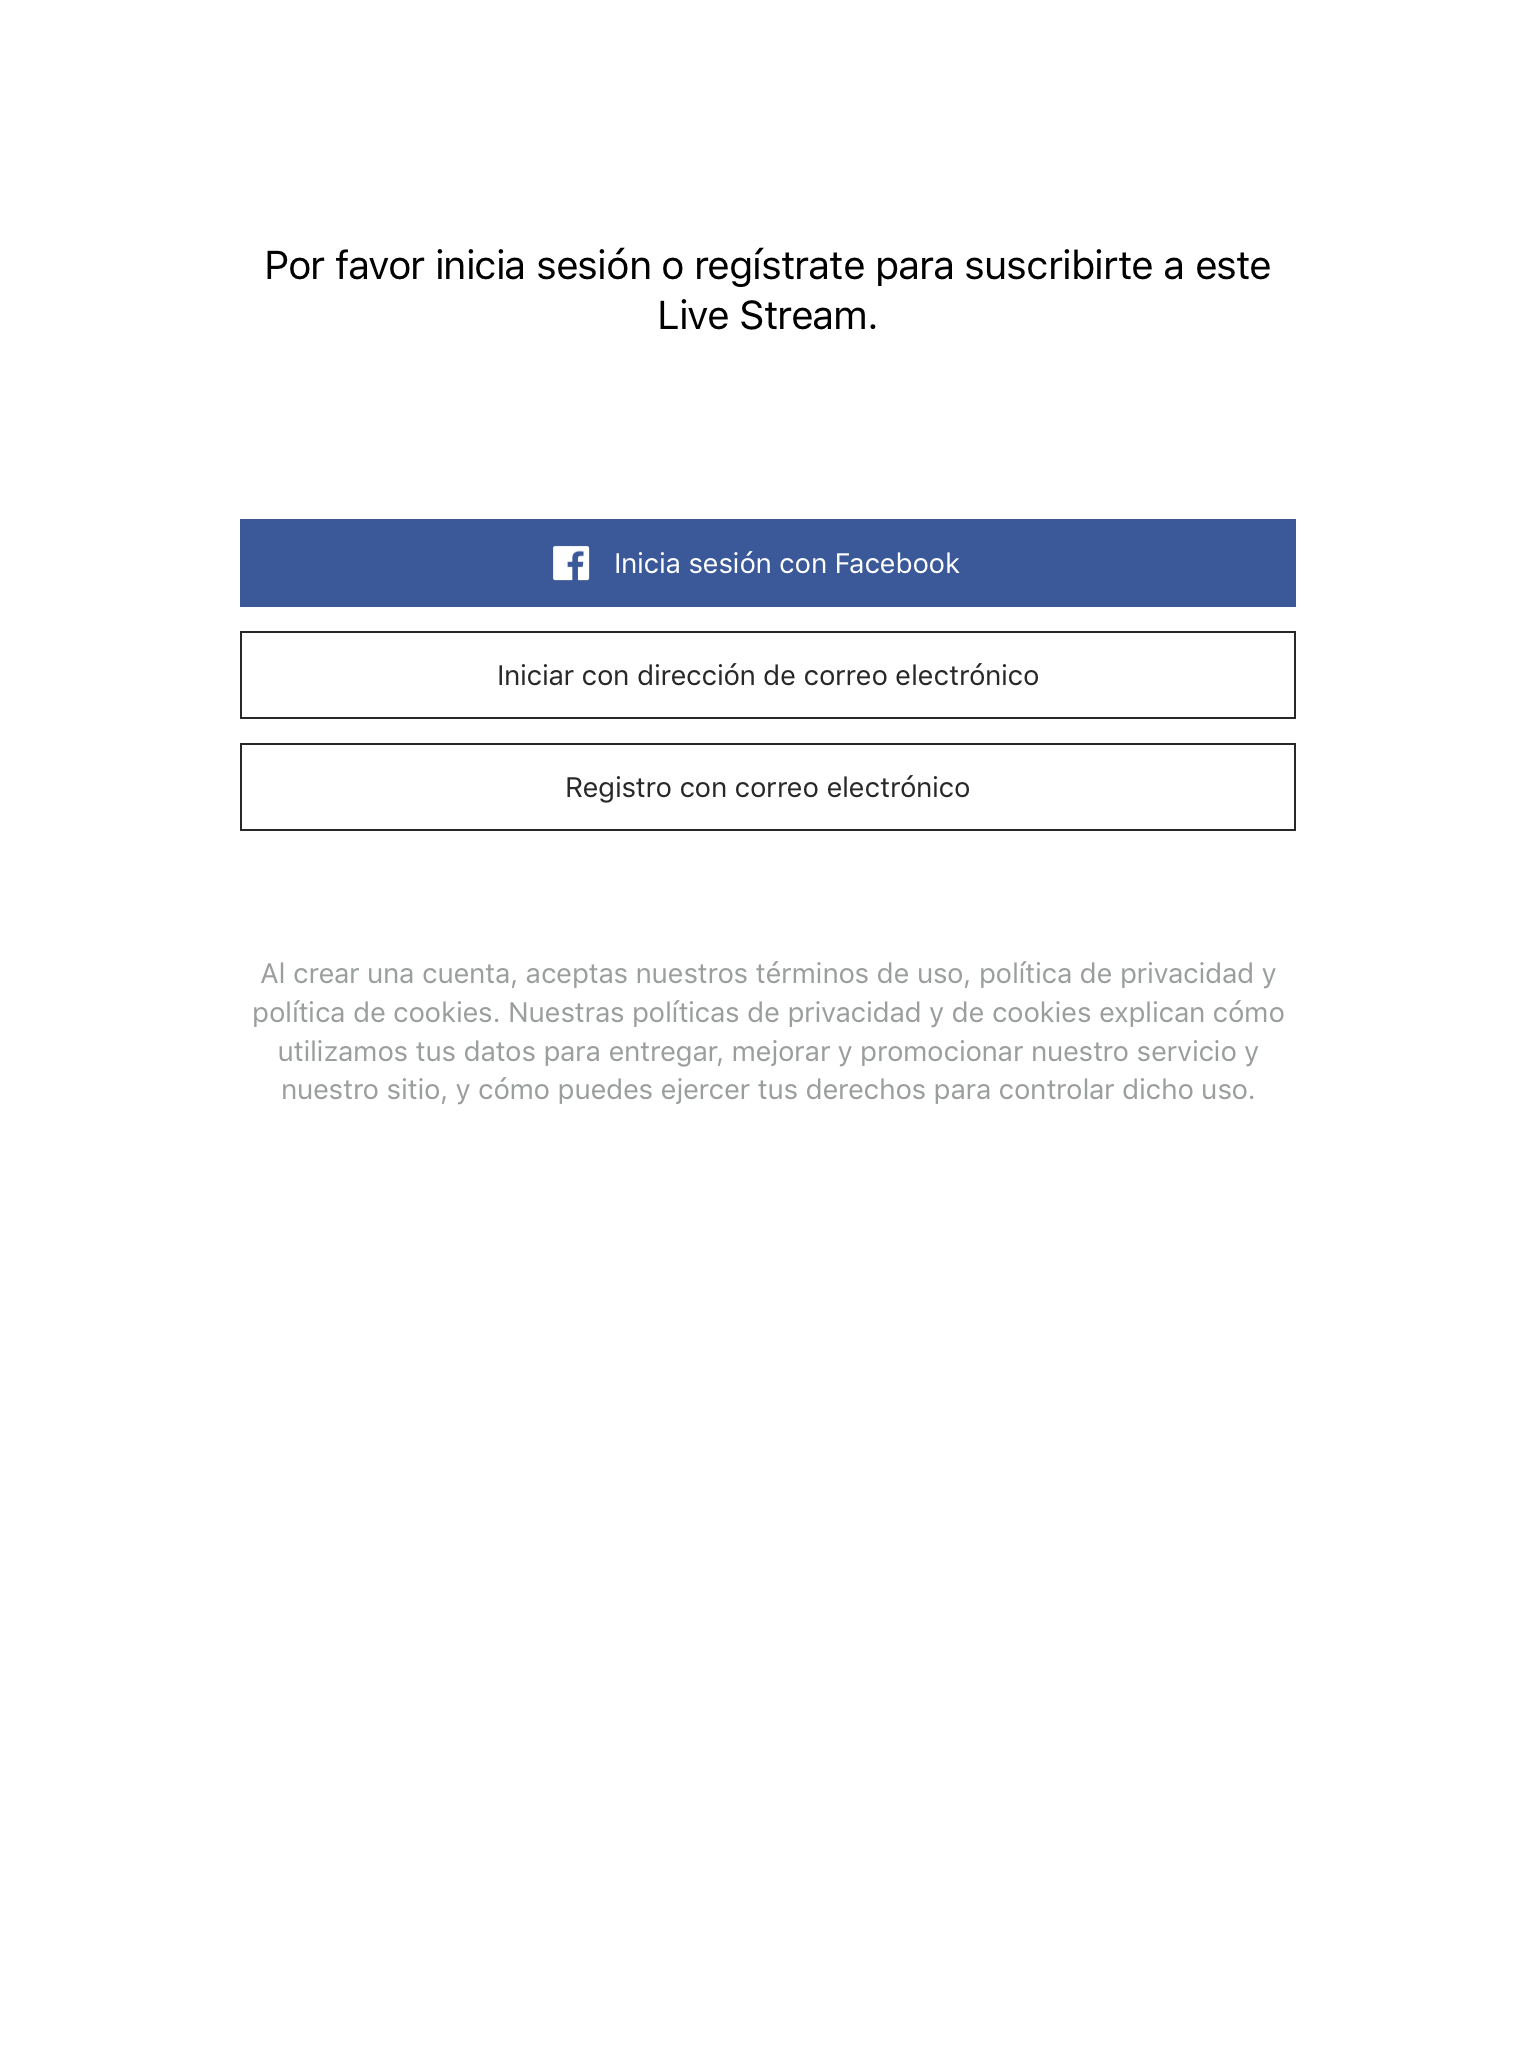 Por favor inicia sesión o regístrate para suscribirte a este
Live Stream.
Inicia sesión con Facebook
Iniciar con dirección de correo electrónico
Registro con correo electrónico
Al crear una cuenta, aceptas nuestros términos de uso, política de privacidad y
política de cookies. Nuestras políticas de privacidad y de cookies explican cómo
utilizamos tus datos para entregar, mejorar y promocionar nuestro servicio y
nuestro sitio, y cómo puedes ejercer tus derechos para controlar dicho uso.